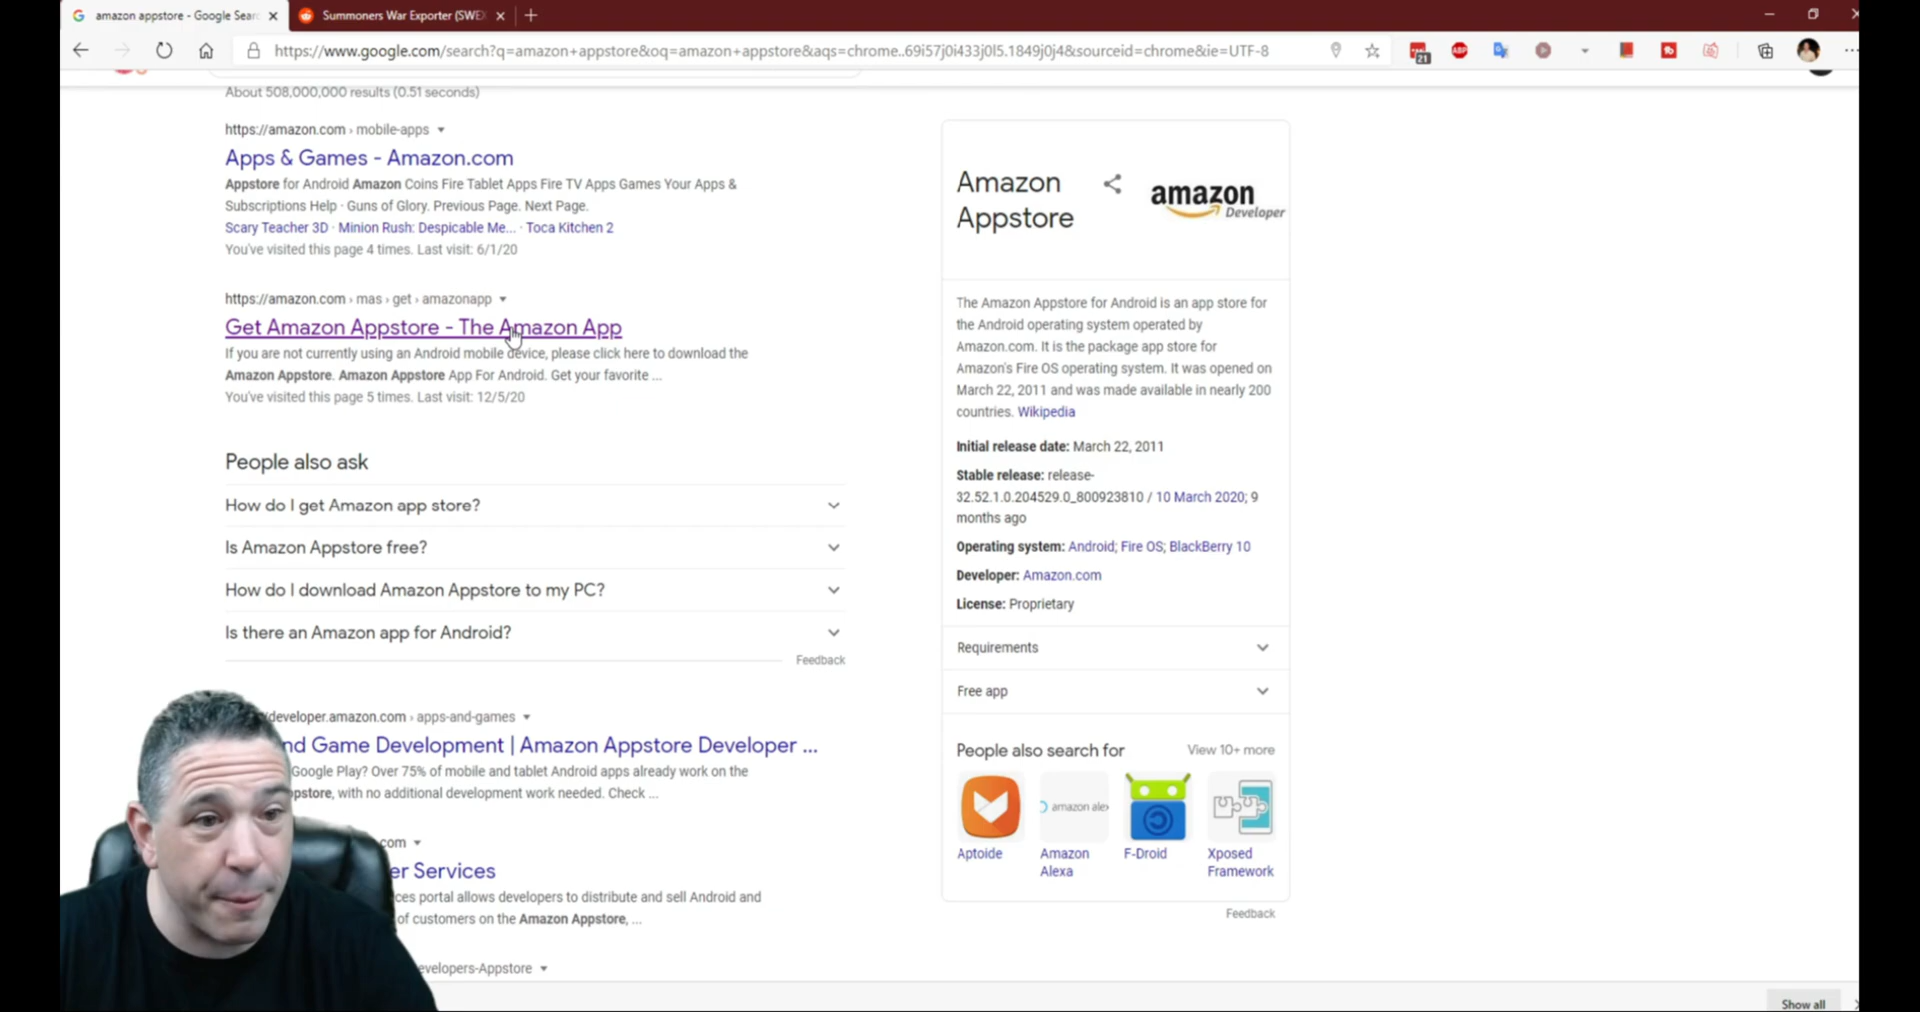 amazon appstore - Google Sear
Summoners War Exporter (SWEX
https://www.google.com/search?q=amazon+appstore&oq=amazon+appstore&aqs=chrome..69i57j0i433j0l5.1849j0j4&sourceid=chrome&ie=UTF-8
21
ABP
About 508,000,000 results (0.51 seconds)
https://amazon.com › mobile-apps
Apps & Games - Amazon.com
Appstore for Android Amazon Coins Fire Tablet Apps Fire TV Apps Games Your Apps &
Subscriptions Help · Guns of Glory. Previous Page. Next Page.
Scary Teacher 3D · Minion Rush: Despicable Me... · Toca Kitchen 2
You've visited this page 4 times. Last visit: 6/1/20
https://amazon.com › mas › get › amazonapp
Get Amazon Appstore - The Amazon App
If you are not currently using an Android mobile device, please click here to download the
Amazon Appstore. Amazon Appstore App For Android. Get your favorite ...
You've visited this page 5 times. Last visit: 12/5/20
People also ask
How do I get Amazon app store?
Is Amazon Appstore free?
How do I download Amazon Appstore to my PC?
Is there an Amazon app for Android?
Feedback
/developer.amazon.com › apps-and-games
nd Game Development | Amazon Appstore Developer ...
Google Play? Over 75% of mobile and tablet Android apps already work on the
pstore, with no additional development work needed. Check ...
com
er Services
ces portal allows developers to distribute and sell Android and
of customers on the Amazon Appstore, ...
evelopers-Appstore
Amazon
Appstore
amazon
Developer
The Amazon Appstore for Android is an app store for
the Android operating system operated by
Amazon.com. It is the package app store for
Amazon's Fire OS operating system. It was opened on
March 22, 2011 and was made available in nearly 200
countries. Wikipedia
Initial release date: March 22, 2011
Stable release: release-
32.52.1.0.204529.0_800923810 / 10 March 2020; 9
months ago
Operating system: Android; Fire OS; BlackBerry 10
Developer: Amazon.com
License: Proprietary
Requirements
Free app
People also search for
View 10+ more
amazon alex
Aptoide
Amazon
Alexa
F-Droid
Xposed
Framework
Feedback
Show all